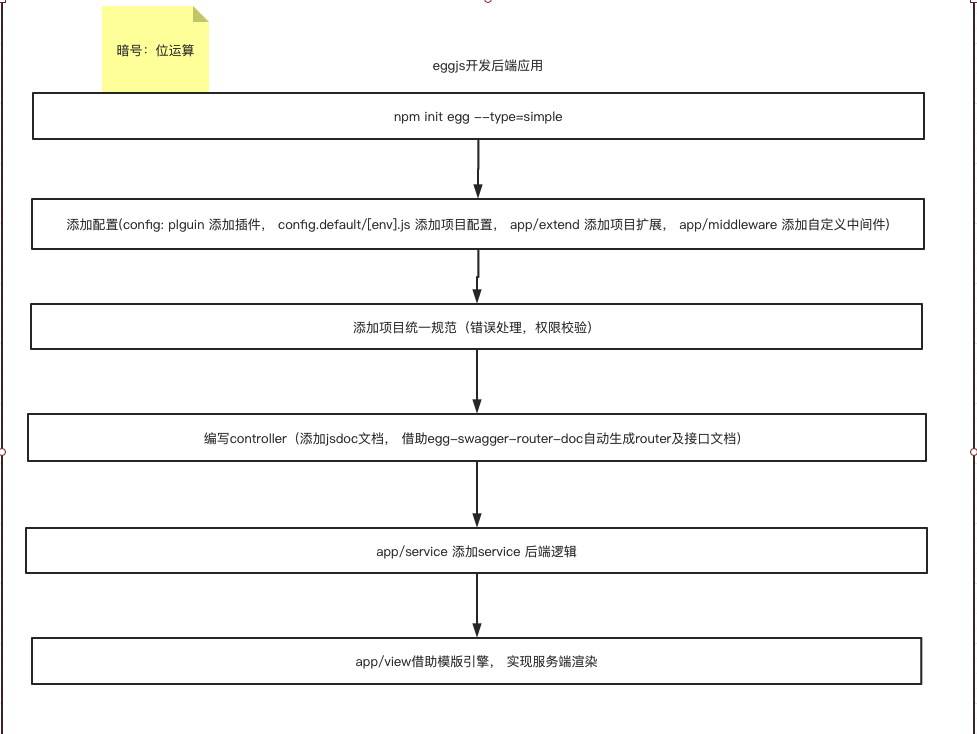 暗号：位运算
eggjs开发后端应用
npm init egg --type=simple
添加配置(config: plguin 添加插件， config.default/[env].js 添加项目配置， app/extend 添加项目扩展， app/middleware 添加自定义中间件)
添加项目统一规范（错误处理，权限校验）
编写controller（添加jsdoc文档， 借助egg-swagger-router-doc自动生成router及接口文档）
app/service 添加service 后端逻辑
app/view借助模版引擎， 实现服务端渲染